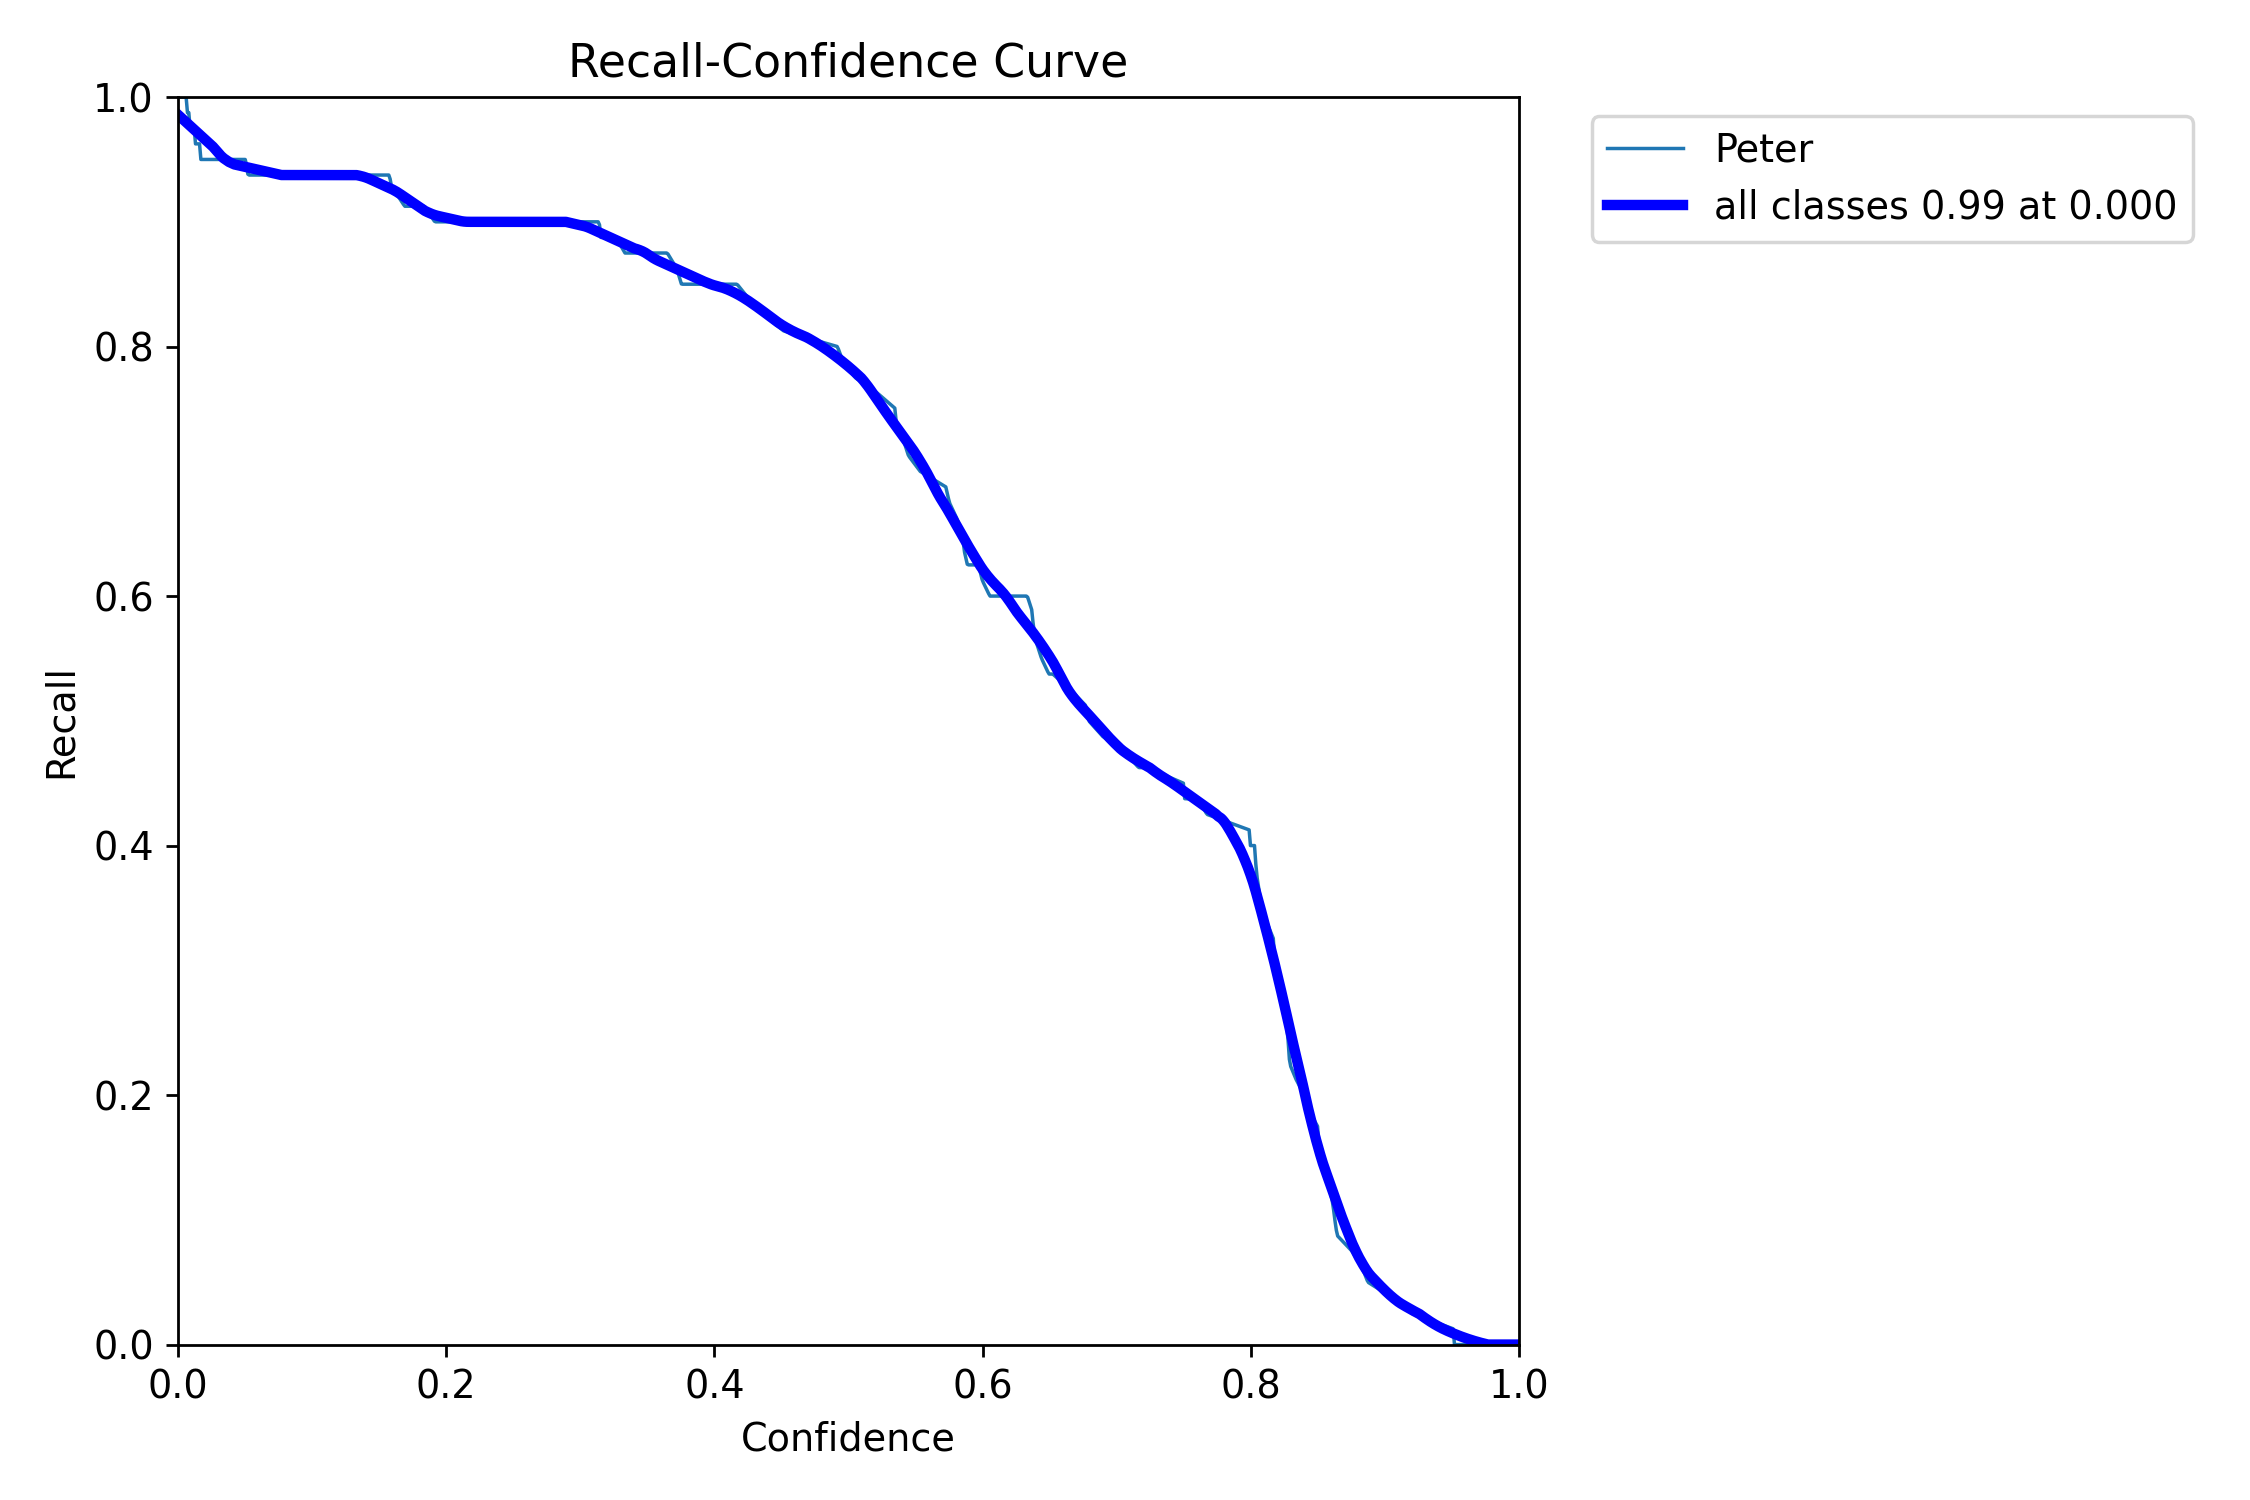 Recall-Confidence Curve
1.0
0.8
0.6
0.4
0.2
0.0
Recall
0.0 0.2 0.4 0.6 0.8 1.0
Confidence
Peter
all classes 0.99 at 0.000